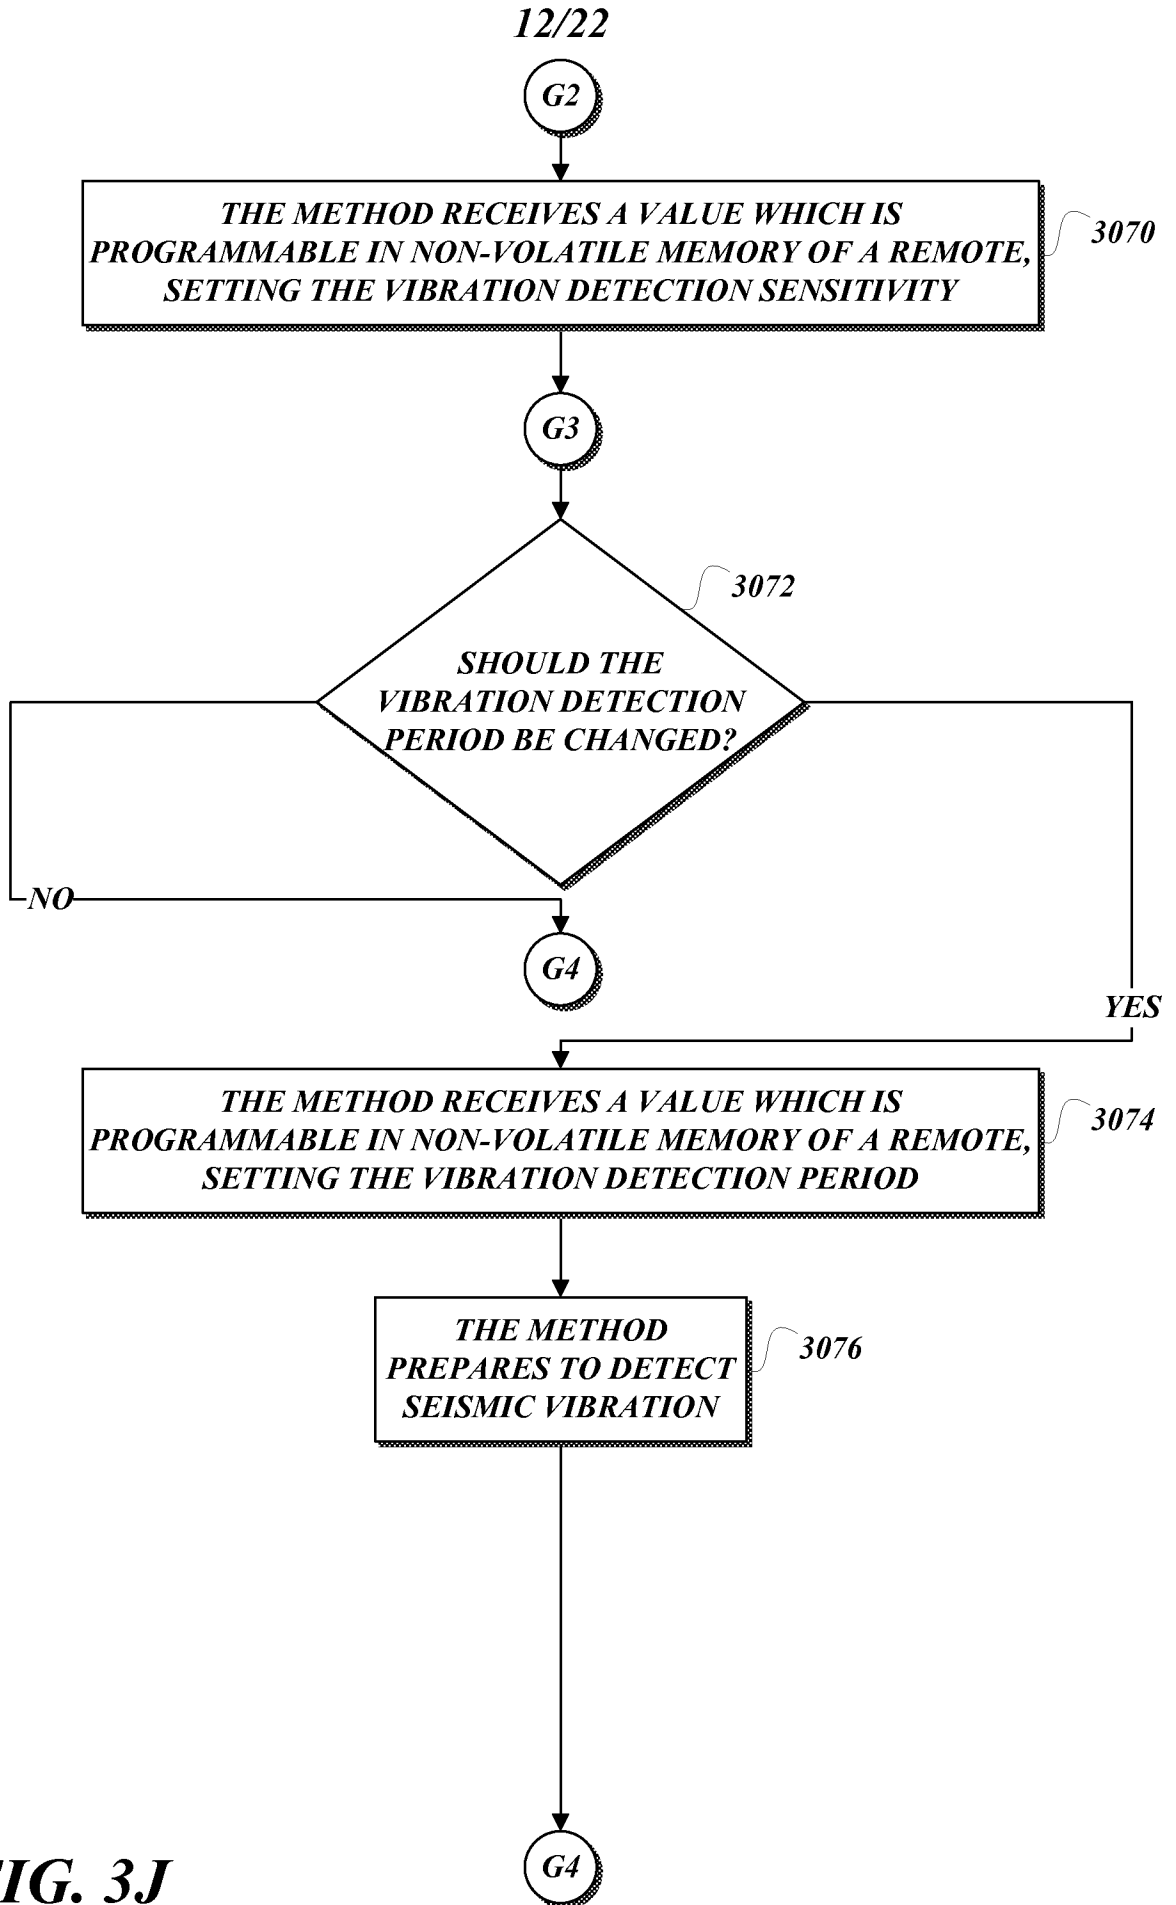 12/22
G2
THE METHOD RECEIVES A VALUE WHICH IS
PROGRAMMABLE IN NON-VOLATILE MEMORY OF A REMOTE,
SETTING THE VIBRATION DETECTION SENSITIVITY
3070
G3
3072
SHOULD THE
VIBRATION DETECTION
PERIOD BE CHANGED?
NO
G4
YES
THE METHOD RECEIVES A VALUE WHICH IS
PROGRAMMABLE IN NON-VOLATILE MEMORY OF A REMOTE,
SETTING THE VIBRATION DETECTION PERIOD
3074
THE METHOD
PREPARES TO DETECT
SEISMIC VIBRATION
3076
G4
IG. 3J